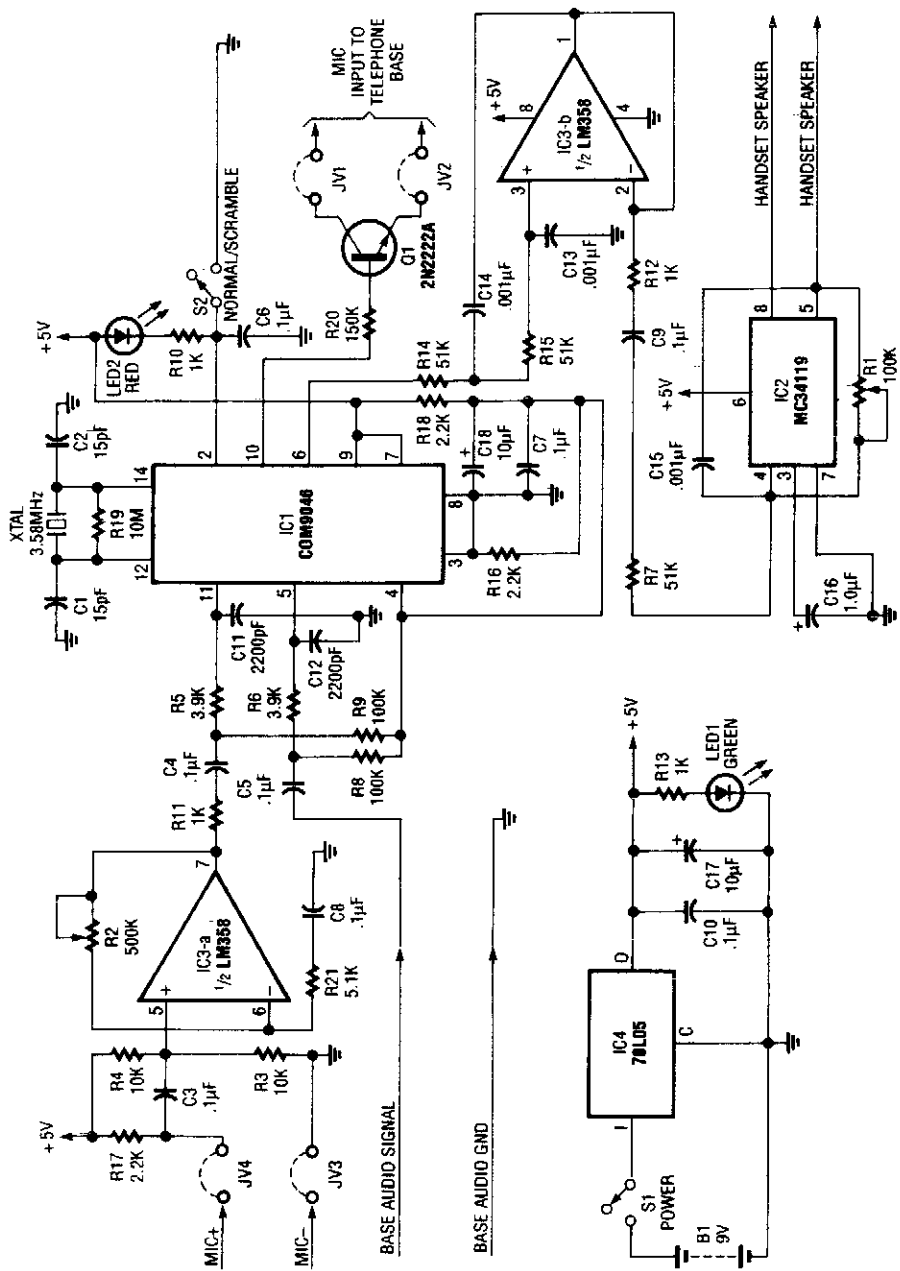 +5V
R17
2.2K
R4
10K
C3
.1µF
R3
10K
JV4
JV3
MIC+
MIC–
R2
500K
5
+
6
–
7
IC3-a
1/2 LM358
R21
5.1K
C8
.1µF
R11
1K
C4
.1µF
C5
.1µF
R5
3.9K
R6
3.9K
R8
100K
R9
100K
C11
2200pF
C12
2200pF
BASE AUDIO SIGNAL
BASE AUDIO GND
XTAL
3.58MHz
C1
15pF
C2
15pF
R19
10M
12
14
11
5
4
3
8
2
10
6
9
7
IC1
COM9046
+5V
LED2
RED
R10
1K
S2
NORMAL/SCRAMBLE
C6
.1µF
R20
150K
Q1
2N2222A
JV1
JV2
MIC
INPUT TO
TELEPHONE
BASE
R14
51K
R18
2.2K
C18
10µF
+
C7
.1µF
R16
2.2K
R15
51K
C14
.001µF
C13
.001µF
+5V
8
3
+
2
–
1
4
IC3-b
1/2 LM358
R12
1K
C9
.1µF
R7
51K
B1
9V
S1
POWER
I
IC4
78L05
O
C
C10
.1µF
C17
10µF
+
+5V
R13
1K
LED1
GREEN
C15
.001µF
+5V
6
4
3
7
8
5
IC2
MC34119
C16
1.0µF
+
R1
100K
HANDSET SPEAKER
HANDSET SPEAKER